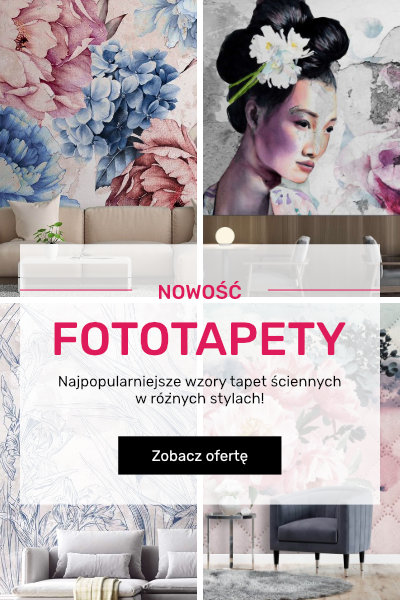 NOWOŚĆ
FOTOTAPETY
Najpopularniejsze wzory tapet ściennych
w różnych stylach!
Zobacz ofertę